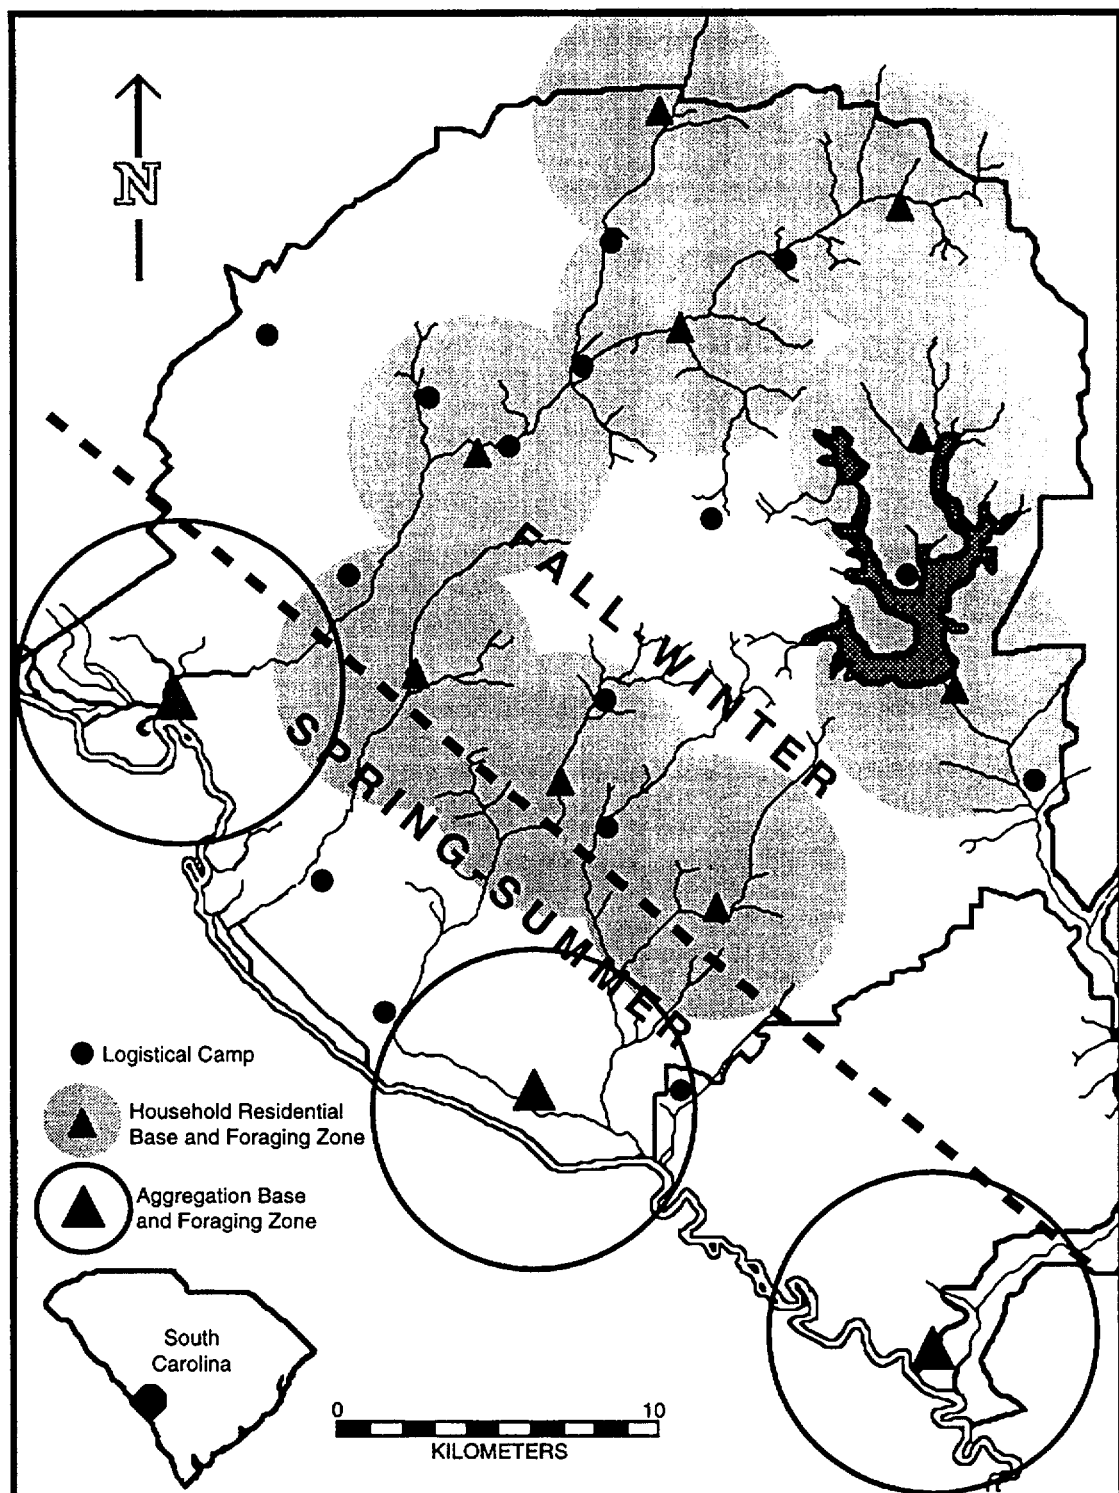 N
FALL-WINTER
SPRING-SUMMER
Logistical Camp
Household Residential
Base and Foraging Zone
Aggregation Base
and Foraging Zone
South
Carolina
0 10
KILOMETERS